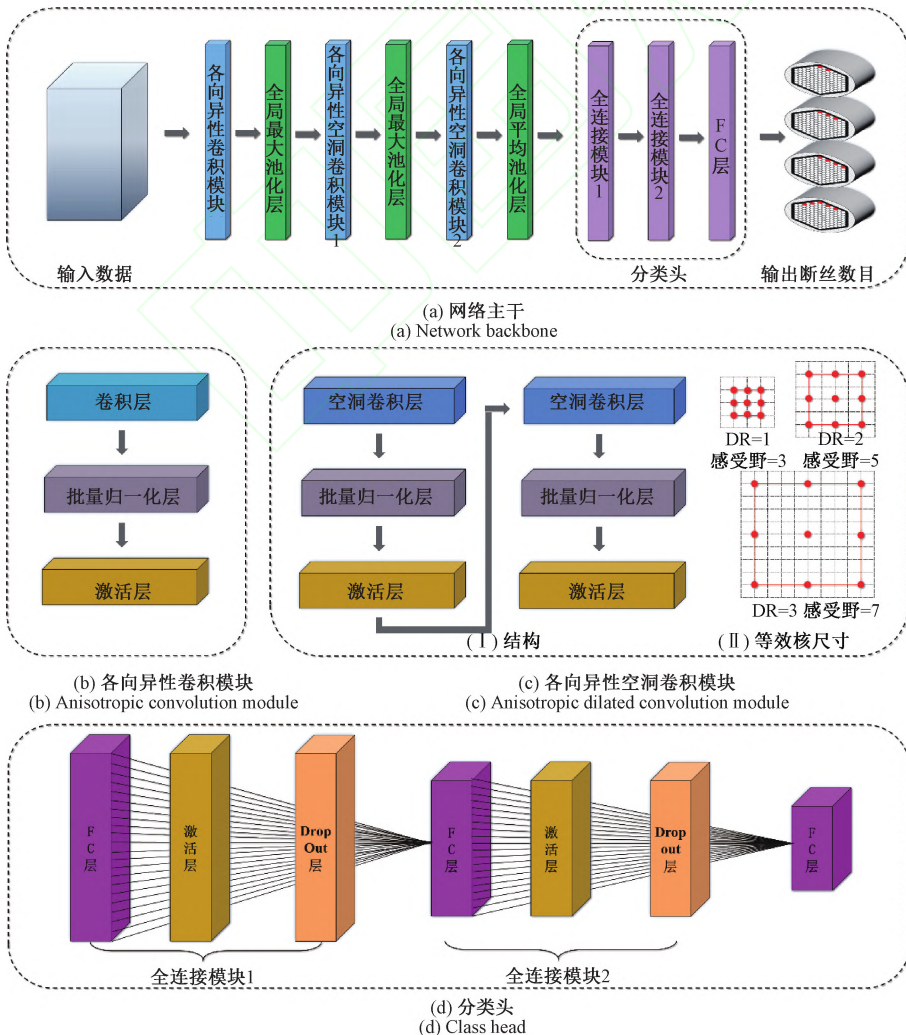 各向异性卷积模块
全局最大池化层
各向异性空洞卷积模块1
全局最大池化层
各向异性空洞卷积模块2
全局平均池化层
全连接模块1
全连接模块2
FC层
输入数据
分类头
输出断丝数目
(a) 网络主干
(a) Network backbone
卷积层
批量归一化层
激活层
空洞卷积层
批量归一化层
激活层
空洞卷积层
批量归一化层
激活层
DR=1
感受野=3
DR=2
感受野=5
DR=3 感受野=7
(Ⅰ) 结构
(Ⅱ) 等效核尺寸
(b) 各向异性卷积模块
(b) Anisotropic convolution module
(c) 各向异性空洞卷积模块
(c) Anisotropic dilated convolution module
FC层
激活层
Drop
Out
层
FC层
激活层
Drop
out
层
FC层
全连接模块1
全连接模块2
(d) 分类头
(d) Class head